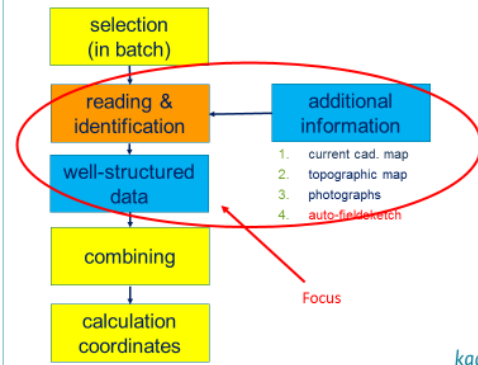 selection
(in batch)
reading &
identification
additional
information
1. current cad. map
2. topographic map
3. photographs
4. auto-fieldsketch
well-structured
data
combining
Focus
calculation
coordinates